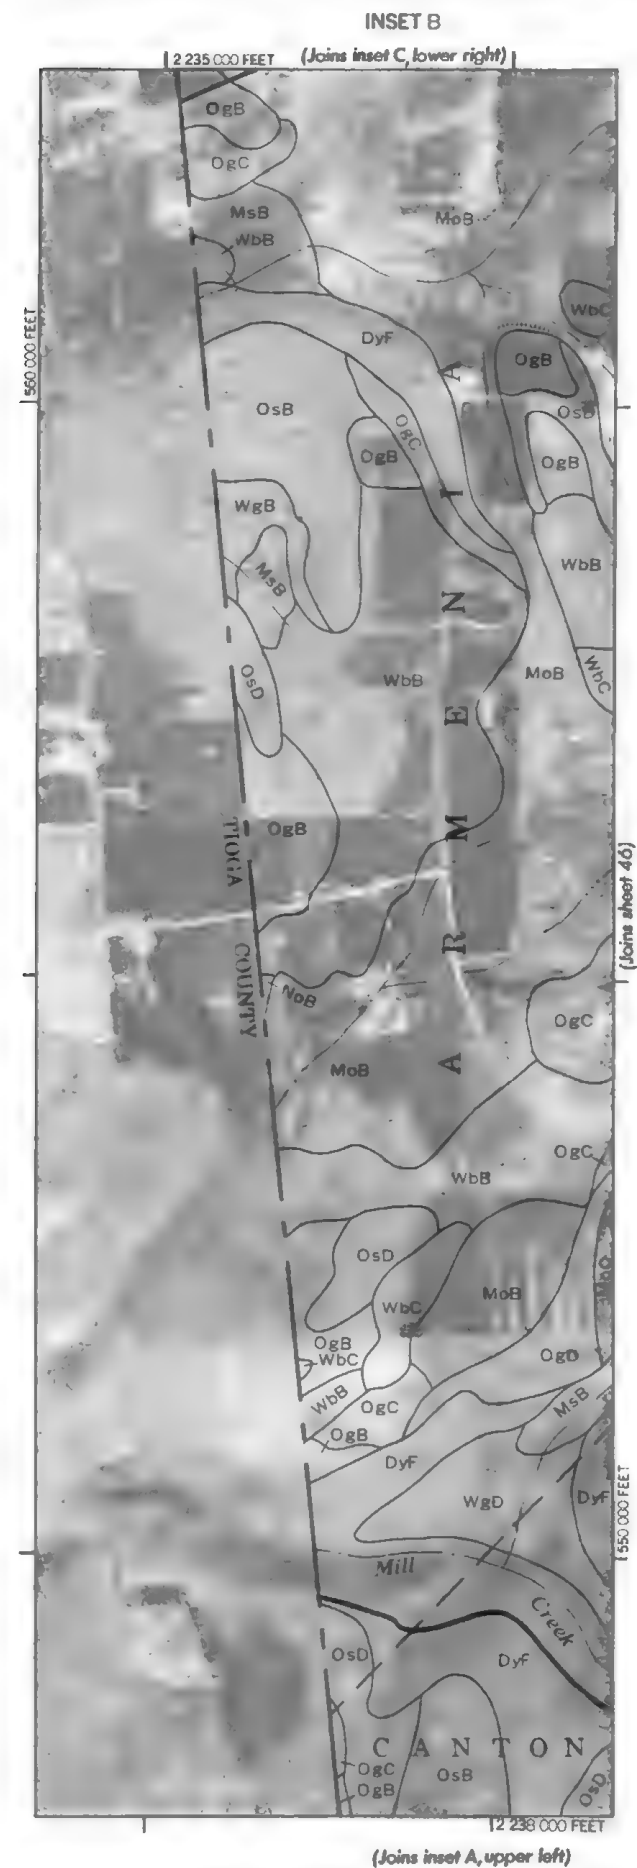 INSET B
2 235 000 FEET (Joins inset C, lower right)
OgB
OgC
MsB
MoB
WbB
WbC
560 000 FEET
DyF
OgB
A
OsB
OsB
OgC
OgB
OgB
I
WgB
MsB
WbB
N
OsD
WbB
MoB
WbC
E
OgB
M
TIOGA
COUNTY
(Joins sheet 46)
R
NoB
OgC
MoB
A
OgC
WbB
OsD
WbC
MoB
OgB
WbC
OgD
WbB
OgC
MsB
OgB
DyF
WgD
DyF
550 000 FEET
Mill
Creek
OsD
DyF
CANTON
OgC
OsB
OgB
OsD
2 238 000 FEET
(Joins inset A, upper left)